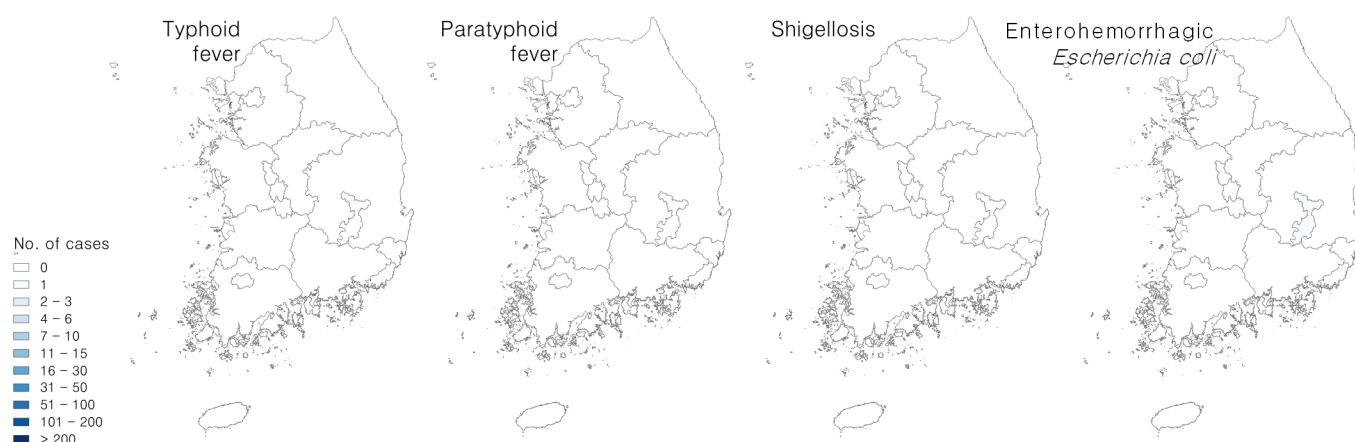 Typhoid
fever
Paratyphoid
fever
Shigellosis
Enterohemorrhagic
Escherichia coli
No. of cases
0
1
2 – 3
4 – 6
7 – 10
11 – 15
16 – 30
31 – 50
51 – 100
101 – 200
> 200